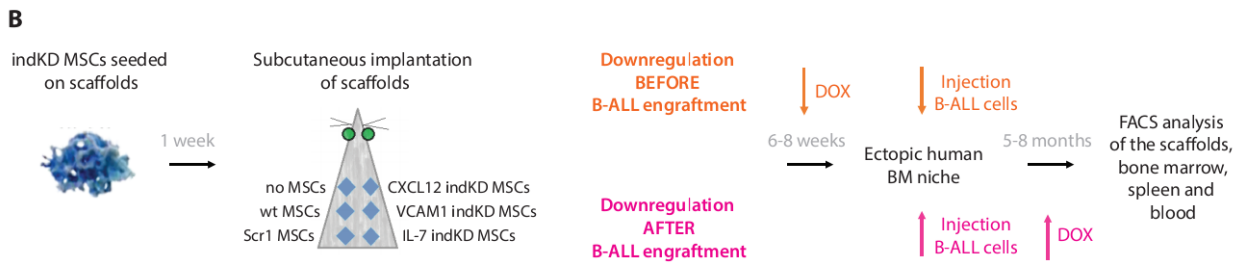 B
indKD MSCs seeded
on scaffolds
1 week
Subcutaneous implantation
of scaffolds
no MSCs
CXCL12 indKD MSCs
wt MSCs
VCAM1 indKD MSCs
Scr1 MSCs
IL-7 indKD MSCs
Downregulation
BEFORE
B-ALL engraftment
DOX
Injection
B-ALL cells
6-8 weeks
Ectopic human
BM niche
5-8 months
FACS analysis
of the scaffolds,
bone marrow,
spleen and
blood
Downregulation
AFTER
B-ALL engraftment
Injection
B-ALL cells
DOX